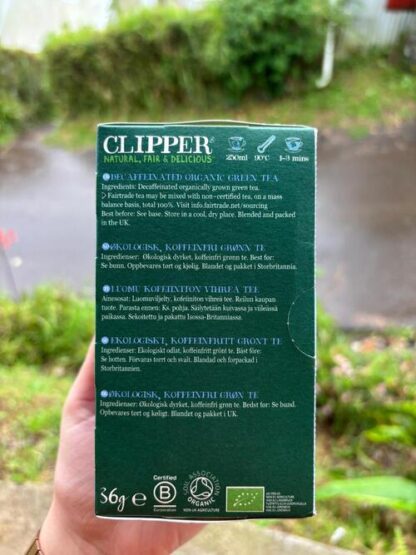 CLIPPER
NATURAL, FAIR & DELICIOUS
250ml 90°C 1-3 mins
DECAFFEINATED ORGANIC GREEN TEA
Ingredients: Decaffeinated organically grown green tea.
Fairtrade tea may be mixed with non-certified tea, on a mass
balance basis, total 100%. Visit info.fairtrade.net/sourcing
Best before: See base. Store in a cool, dry place. Blended and packed
in the UK.
ØKOLOGISK, KOFFEINFRI GRØNN TE
Ingredienser: Økologisk dyrket, koffeinfri grønn te. Best før:
Se bunn. Oppbevares tørt og kjølig. Blandet og pakket i Storbritannia.
LUOMU KOFEIINITON VIHREÄ TEE
Ainesosat: Luomuviljelty, kofeiiniton vihreä tee. Reilun kaupan
tuote. Parasta ennen: Ks. pohja. Säilytetään kuivassa ja viileässä
paikassa. Sekoitettu ja pakattu Isossa-Britanniassa.
EKOLOGISKT, KOFFEINFRITT GRÖNT TE
Ingredienser: Ekologiskt odlat, koffeinfritt grönt te. Bäst före:
Se botten. Förvaras torrt och svalt. Blandad och förpackad i
Storbritannien.
ØKOLOGISK, KOFFEINFRI GRØN TE
Ingredienser: Økologisk dyrket, koffeinfri grøn te. Bedst før: Se bund.
Opbevares tørt og køligt. Blandet og pakket i UK.
36g e
Certified
B
Corporation
SOIL ASSOCIATION
ORGANIC
NON-UK AGRICULTURE